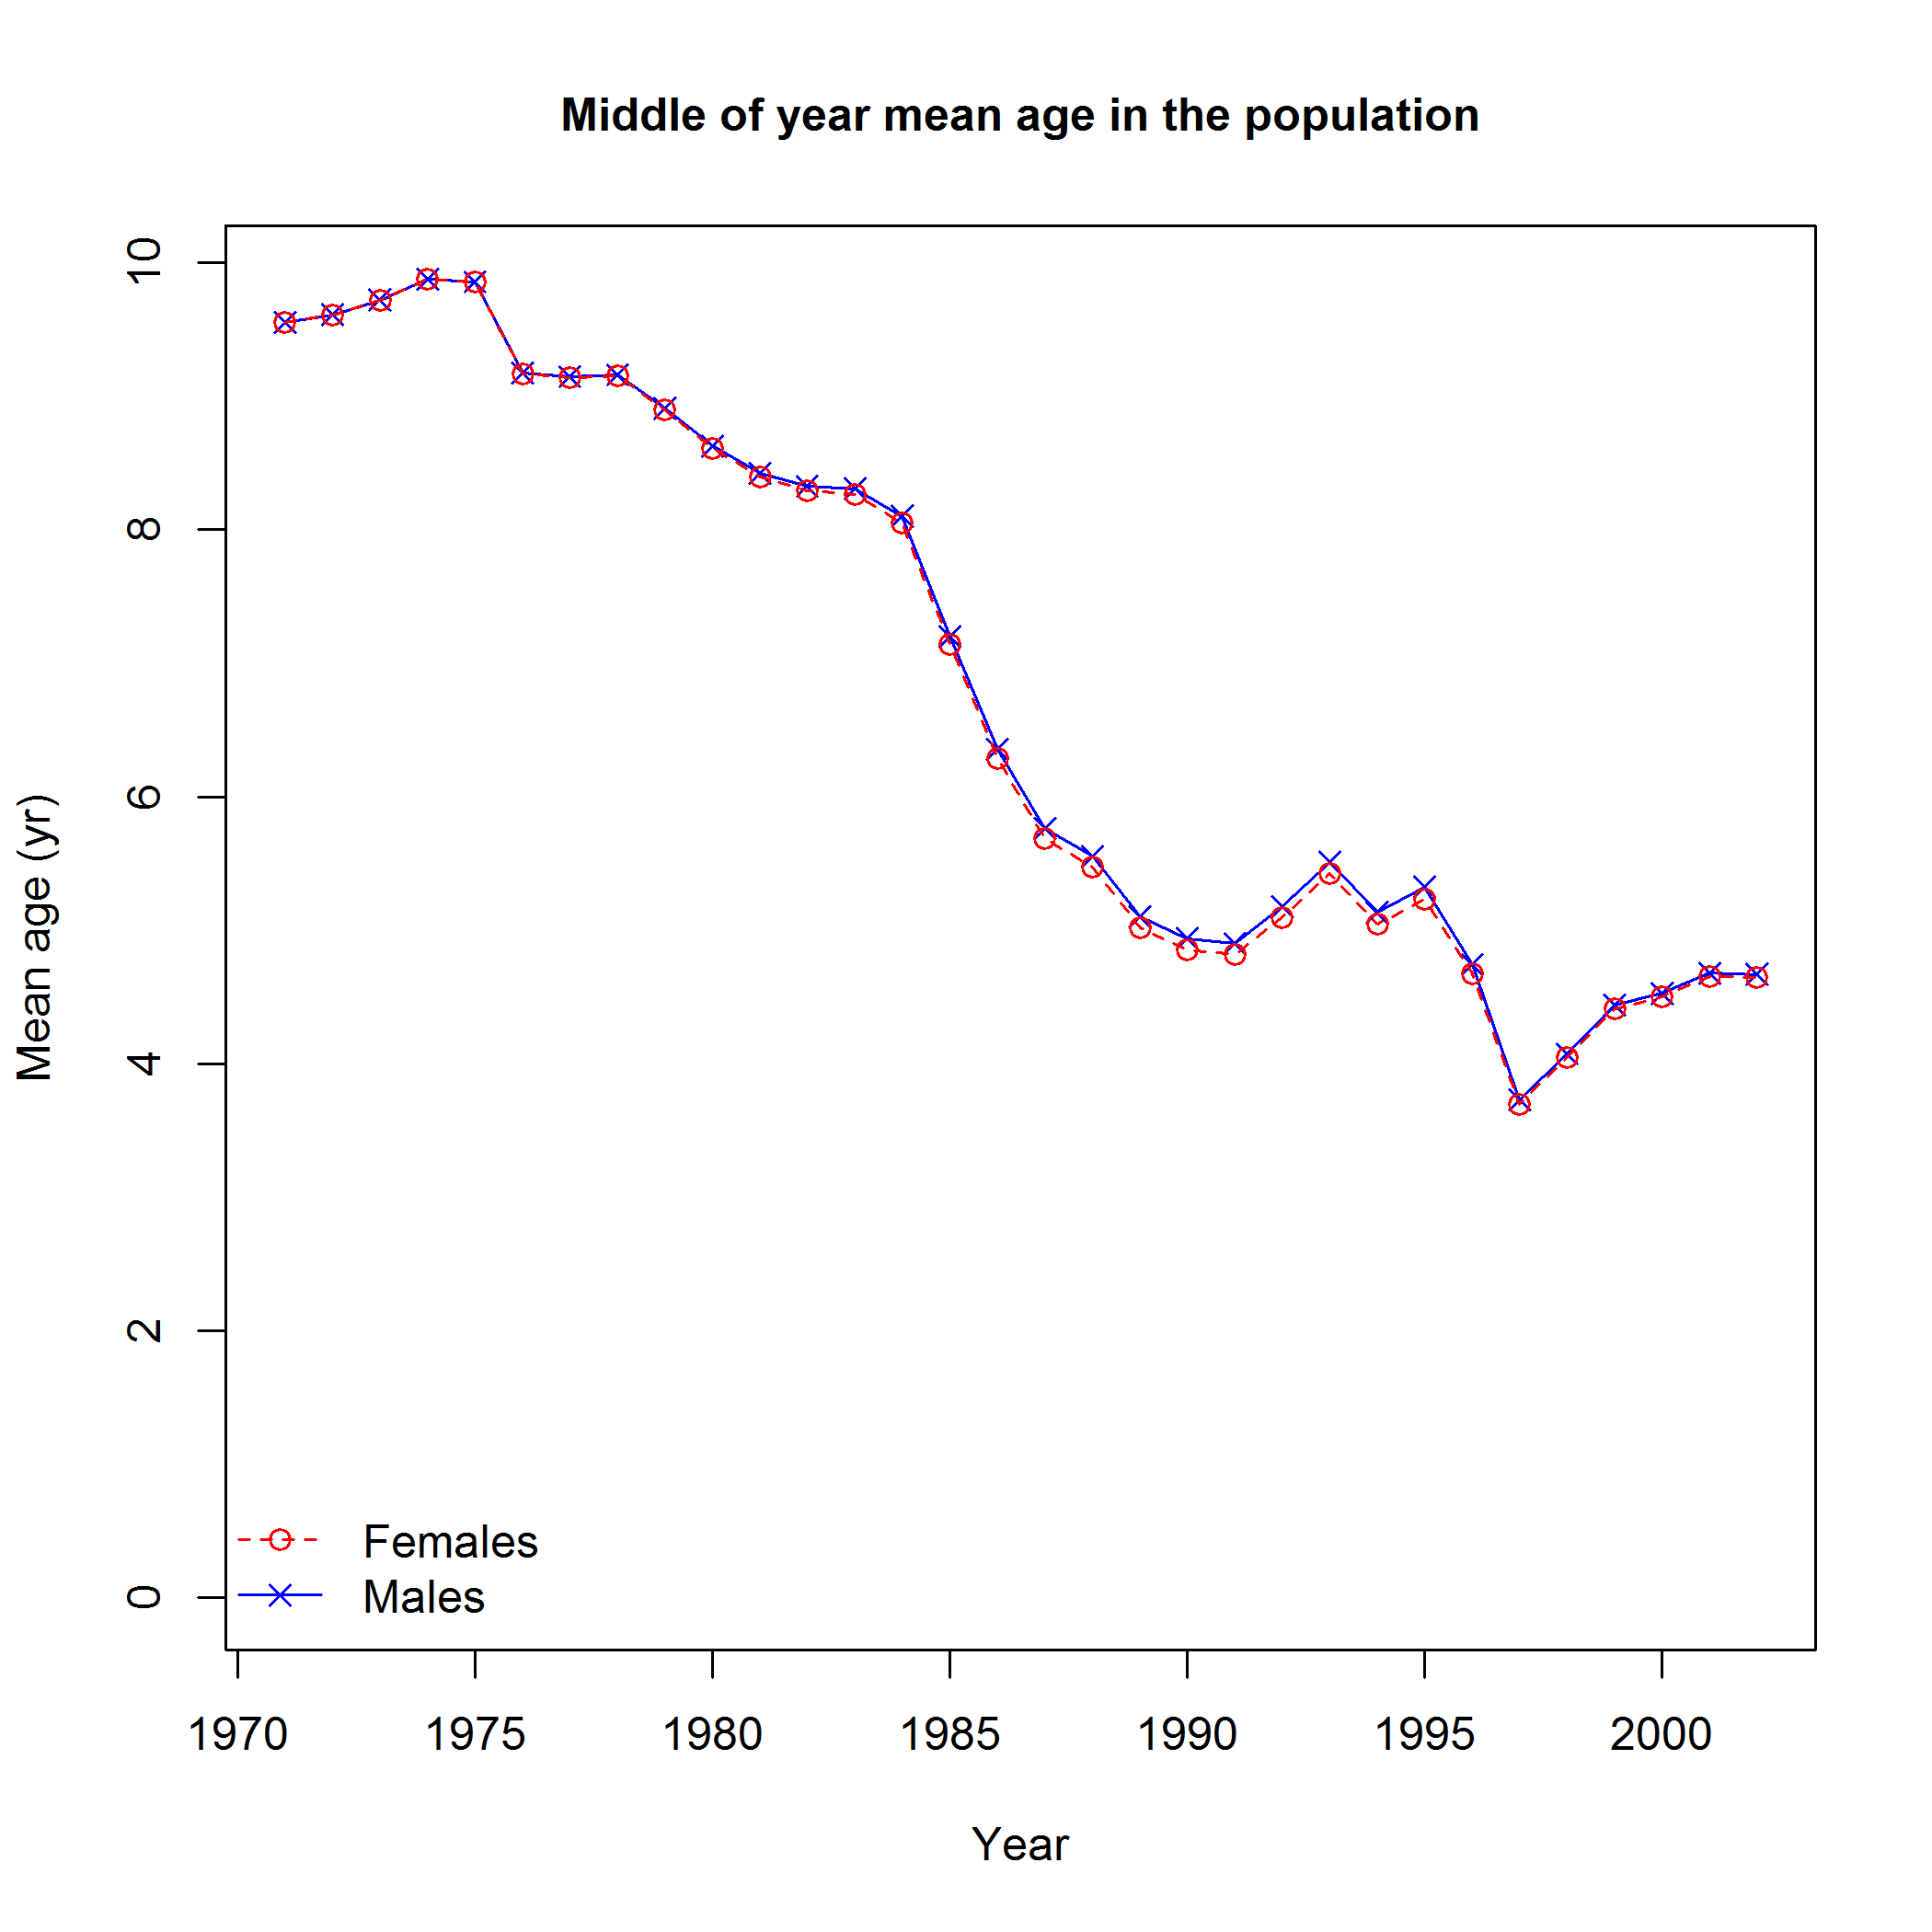 Middle of year mean age in the population
Mean age (yr)
10
8
6
4
2
0
Females
Males
1970 1975 1980 1985 1990 1995 2000
Year